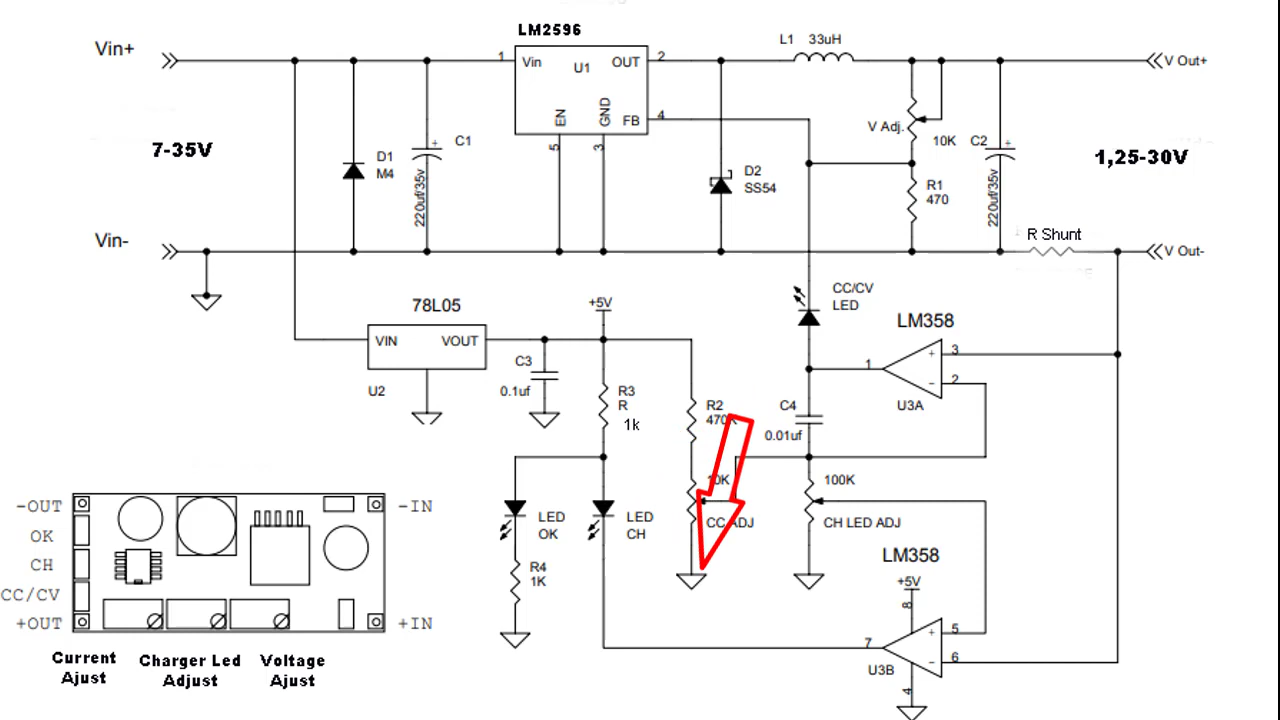 LM2596
Vin+
1
Vin
U1
OUT
2
L1
33uH
V Out+
EN
GND
FB
4
5
3
7-35V
D1
M4
C1
+
220uf/35v
D2
SS54
V Adj.
10K
R1
470
C2
+
220uf/35v
1,25-30V
Vin-
R Shunt
V Out-
78L05
VIN
VOUT
U2
C3
0.1uf
+5V
CC/CV
LED
LM358
1
+
3
-
2
U3A
R3
R
1k
R2
C4
0.01uf
LED
OK
LED
CH
R4
1K
10K
CC ADJ
100K
CH LED ADJ
LM358
+5V
8
+
5
-
6
7
U3B
4
-OUT
OK
CH
CC/CV
+OUT
-IN
+IN
Current
Ajust
Charger Led
Adjust
Voltage
Ajust